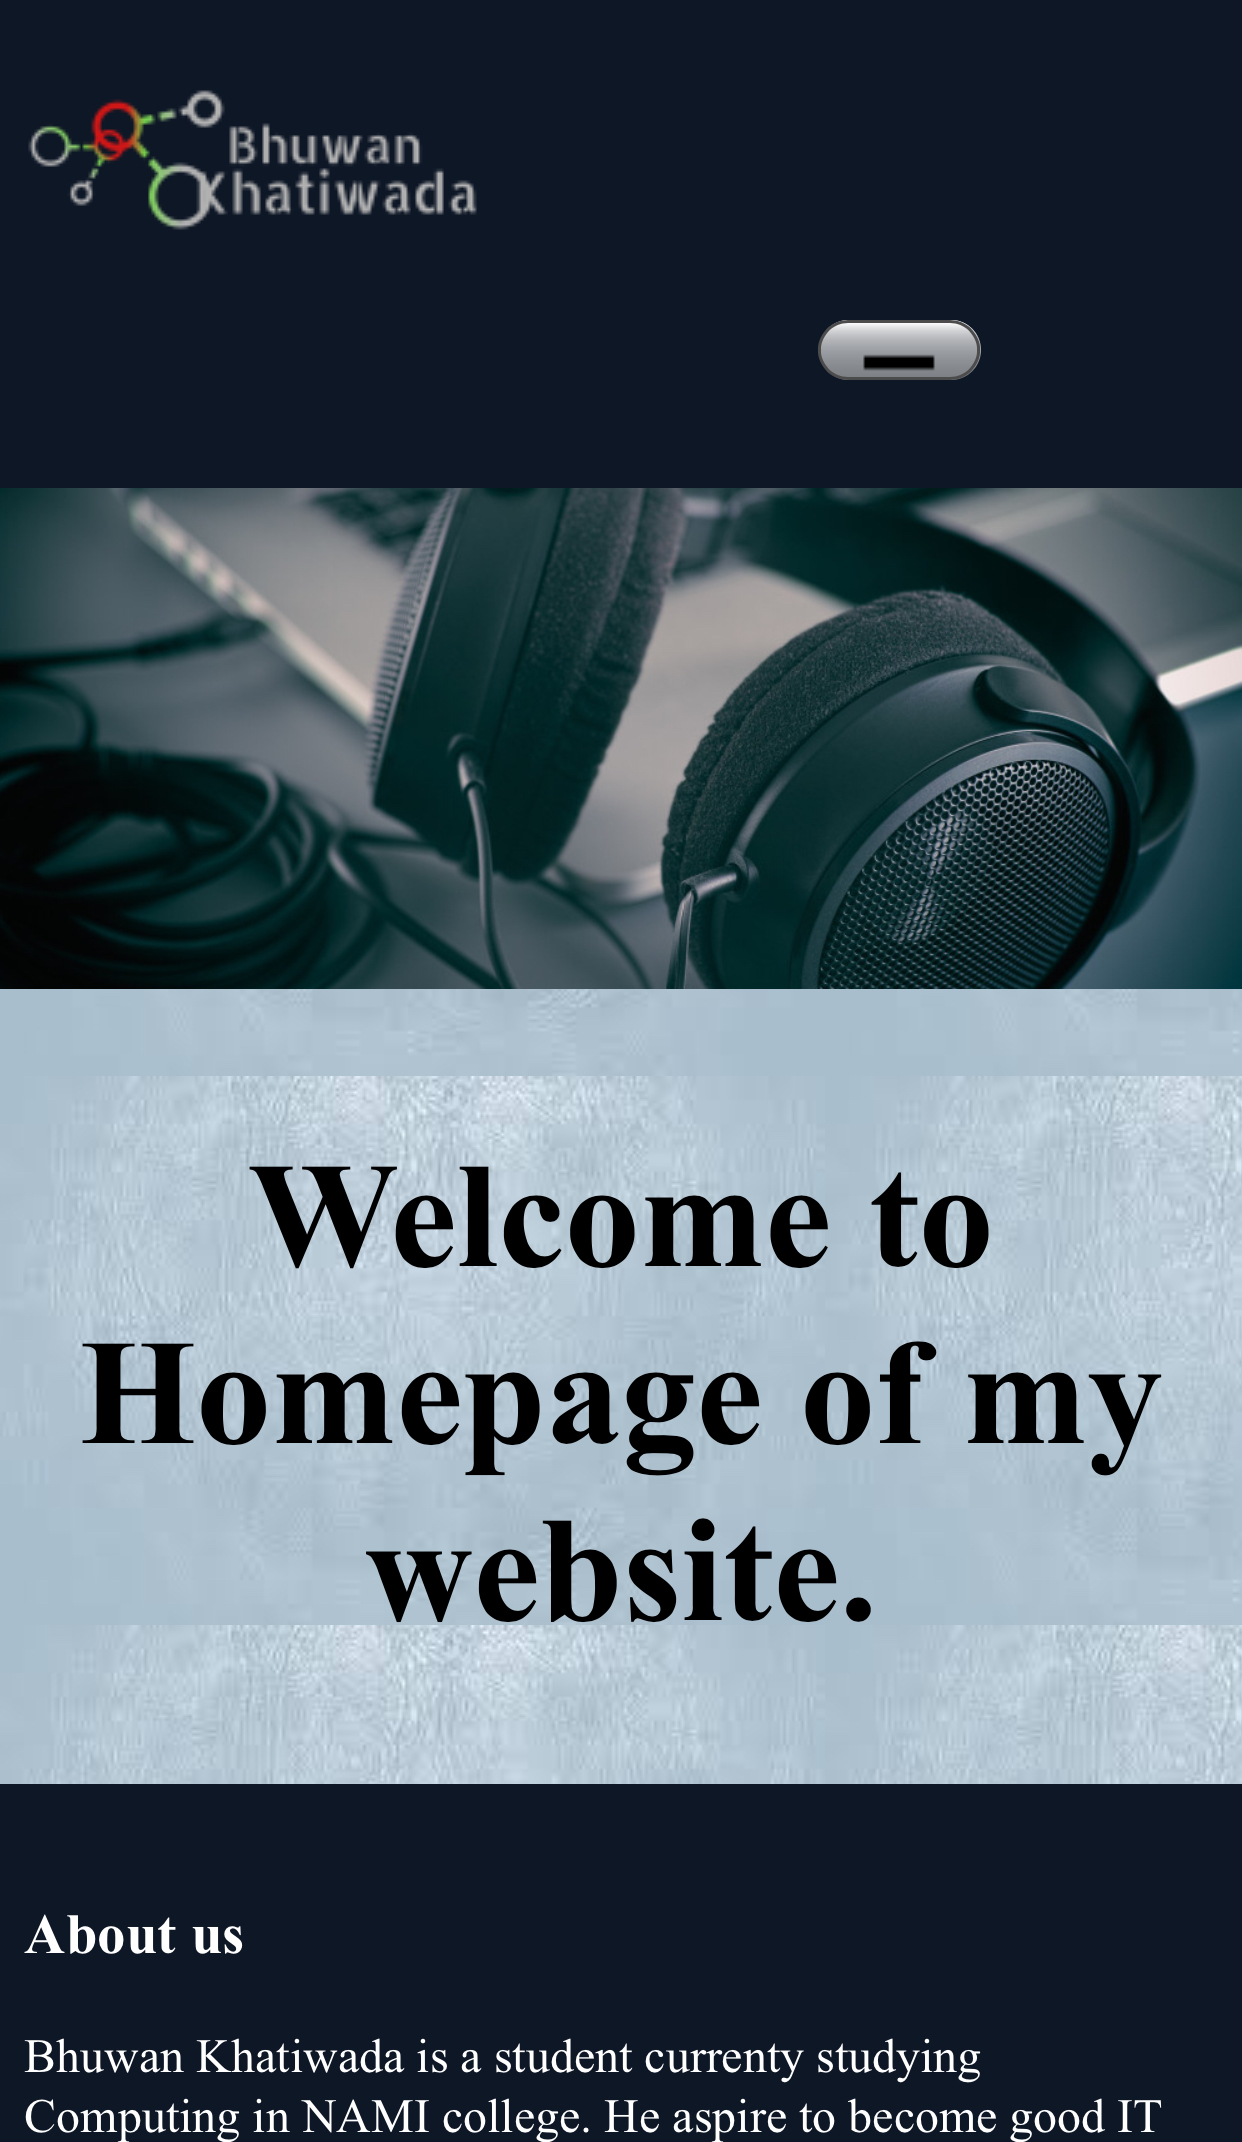 Bhuwan
Khatiwada
Welcome to
Homepage of my
website.
About us
Bhuwan Khatiwada is a student currenty studying
Computing in NAMI college. He aspire to become good IT